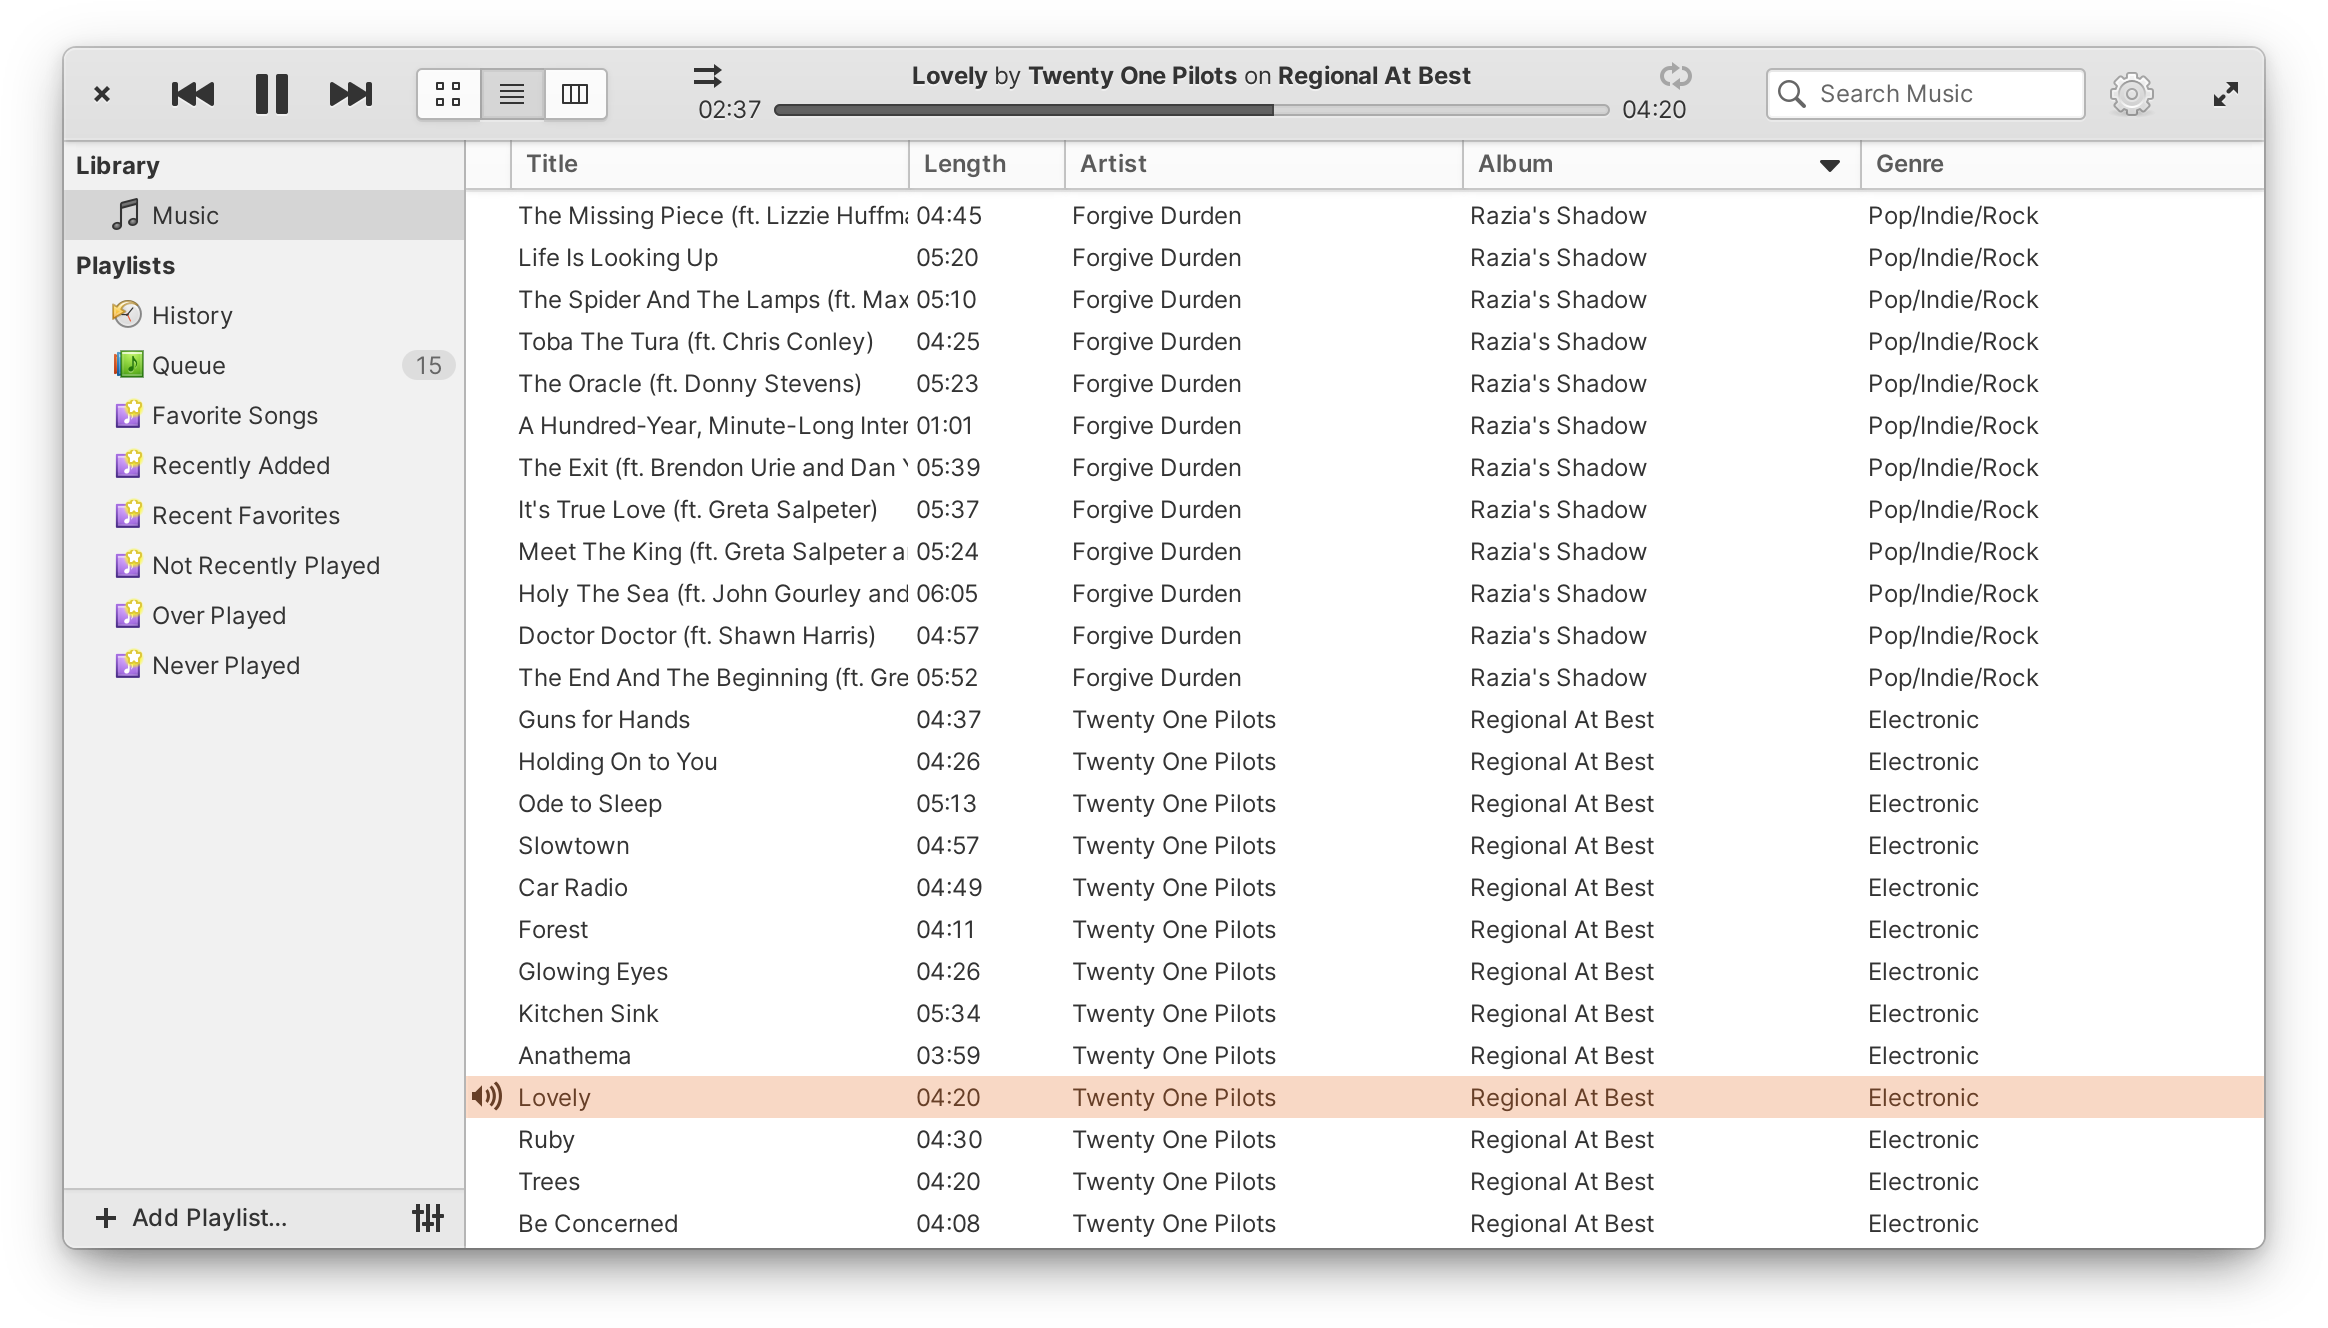 Lovely by Twenty One Pilots on Regional At Best
02:37 04:20 Search Music
Library
Music
Playlists
History
Queue 15
Favorite Songs
Recently Added
Recent Favorites
Not Recently Played
Over Played
Never Played
Add Playlist...
Title Length Artist Album Genre
The Missing Piece (ft. Lizzie 04:45 Forgive Durden Razia's Shadow Pop/Indie/Rock
Life Is Looking Up 05:20 Forgive Durden Razia's Shadow Pop/Indie/Rock
The Spider And The Lamps (ft. Max 05:10 Forgive Durden Razia's Shadow Pop/Indie/Rock
Toba The Tura (ft. Chris Conley) 04:25 Forgive Durden Razia's Shadow Pop/Indie/Rock
The Oracle (ft. Donny Stevens) 05:23 Forgive Durden Razia's Shadow Pop/Indie/Rock
A Hundred-Year, Minute-Long Inter 01:01 Forgive Durden Razia's Shadow Pop/Indie/Rock
The Exit (ft. Brendon Urie and Dan 05:39 Forgive Durden Razia's Shadow Pop/Indie/Rock
It's True Love (ft. Greta Salpeter) 05:37 Forgive Durden Razia's Shadow Pop/Indie/Rock
Meet The King (ft. Greta Salpeter 05:24 Forgive Durden Razia's Shadow Pop/Indie/Rock
Holy The Sea (ft. John Gourley and 06:05 Forgive Durden Razia's Shadow Pop/Indie/Rock
Doctor Doctor (ft. Shawn Harris) 04:57 Forgive Durden Razia's Shadow Pop/Indie/Rock
The End And The Beginning (ft. Gre 05:52 Forgive Durden Razia's Shadow Pop/Indie/Rock
Guns for Hands 04:37 Twenty One Pilots Regional At Best Electronic
Holding On to You 04:26 Twenty One Pilots Regional At Best Electronic
Ode to Sleep 05:13 Twenty One Pilots Regional At Best Electronic
Slowtown 04:57 Twenty One Pilots Regional At Best Electronic
Car Radio 04:49 Twenty One Pilots Regional At Best Electronic
Forest 04:11 Twenty One Pilots Regional At Best Electronic
Glowing Eyes 04:26 Twenty One Pilots Regional At Best Electronic
Kitchen Sink 05:34 Twenty One Pilots Regional At Best Electronic
Anathema 03:59 Twenty One Pilots Regional At Best Electronic
Lovely 04:20 Twenty One Pilots Regional At Best Electronic
Ruby 04:30 Twenty One Pilots Regional At Best Electronic
Trees 04:20 Twenty One Pilots Regional At Best Electronic
Be Concerned 04:08 Twenty One Pilots Regional At Best Electronic